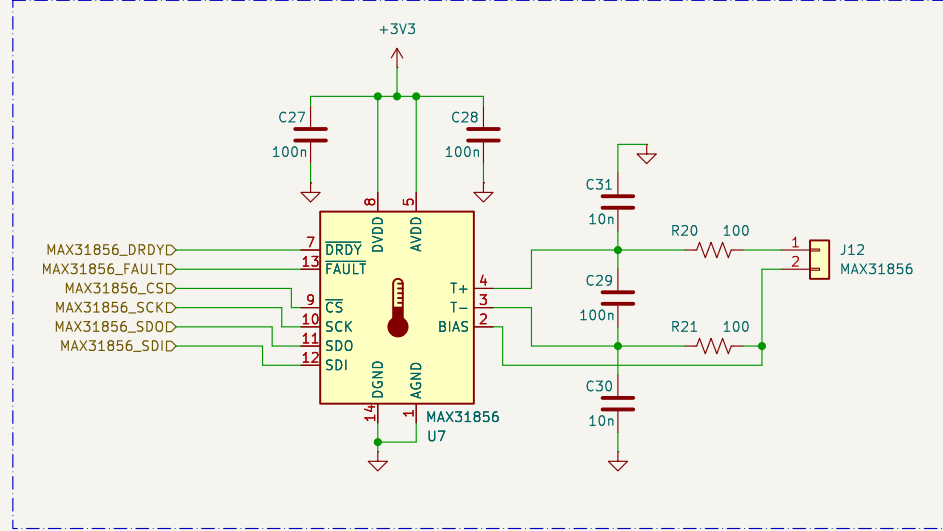 +3V3
C27
100n
C28
100n
8
5
DVDD
AVDD
MAX31856_DRDY
MAX31856_FAULT
MAX31856_CS
MAX31856_SCK
MAX31856_SDO
MAX31856_SDI
7
13
9
10
11
12
DRDY
FAULT
CS
SCK
SDO
SDI
T+
T-
BIAS
4
3
2
DGND
AGND
14
1
MAX31856
U7
C31
10n
C29
100n
C30
10n
R20 100
R21 100
1
2
J12
MAX31856